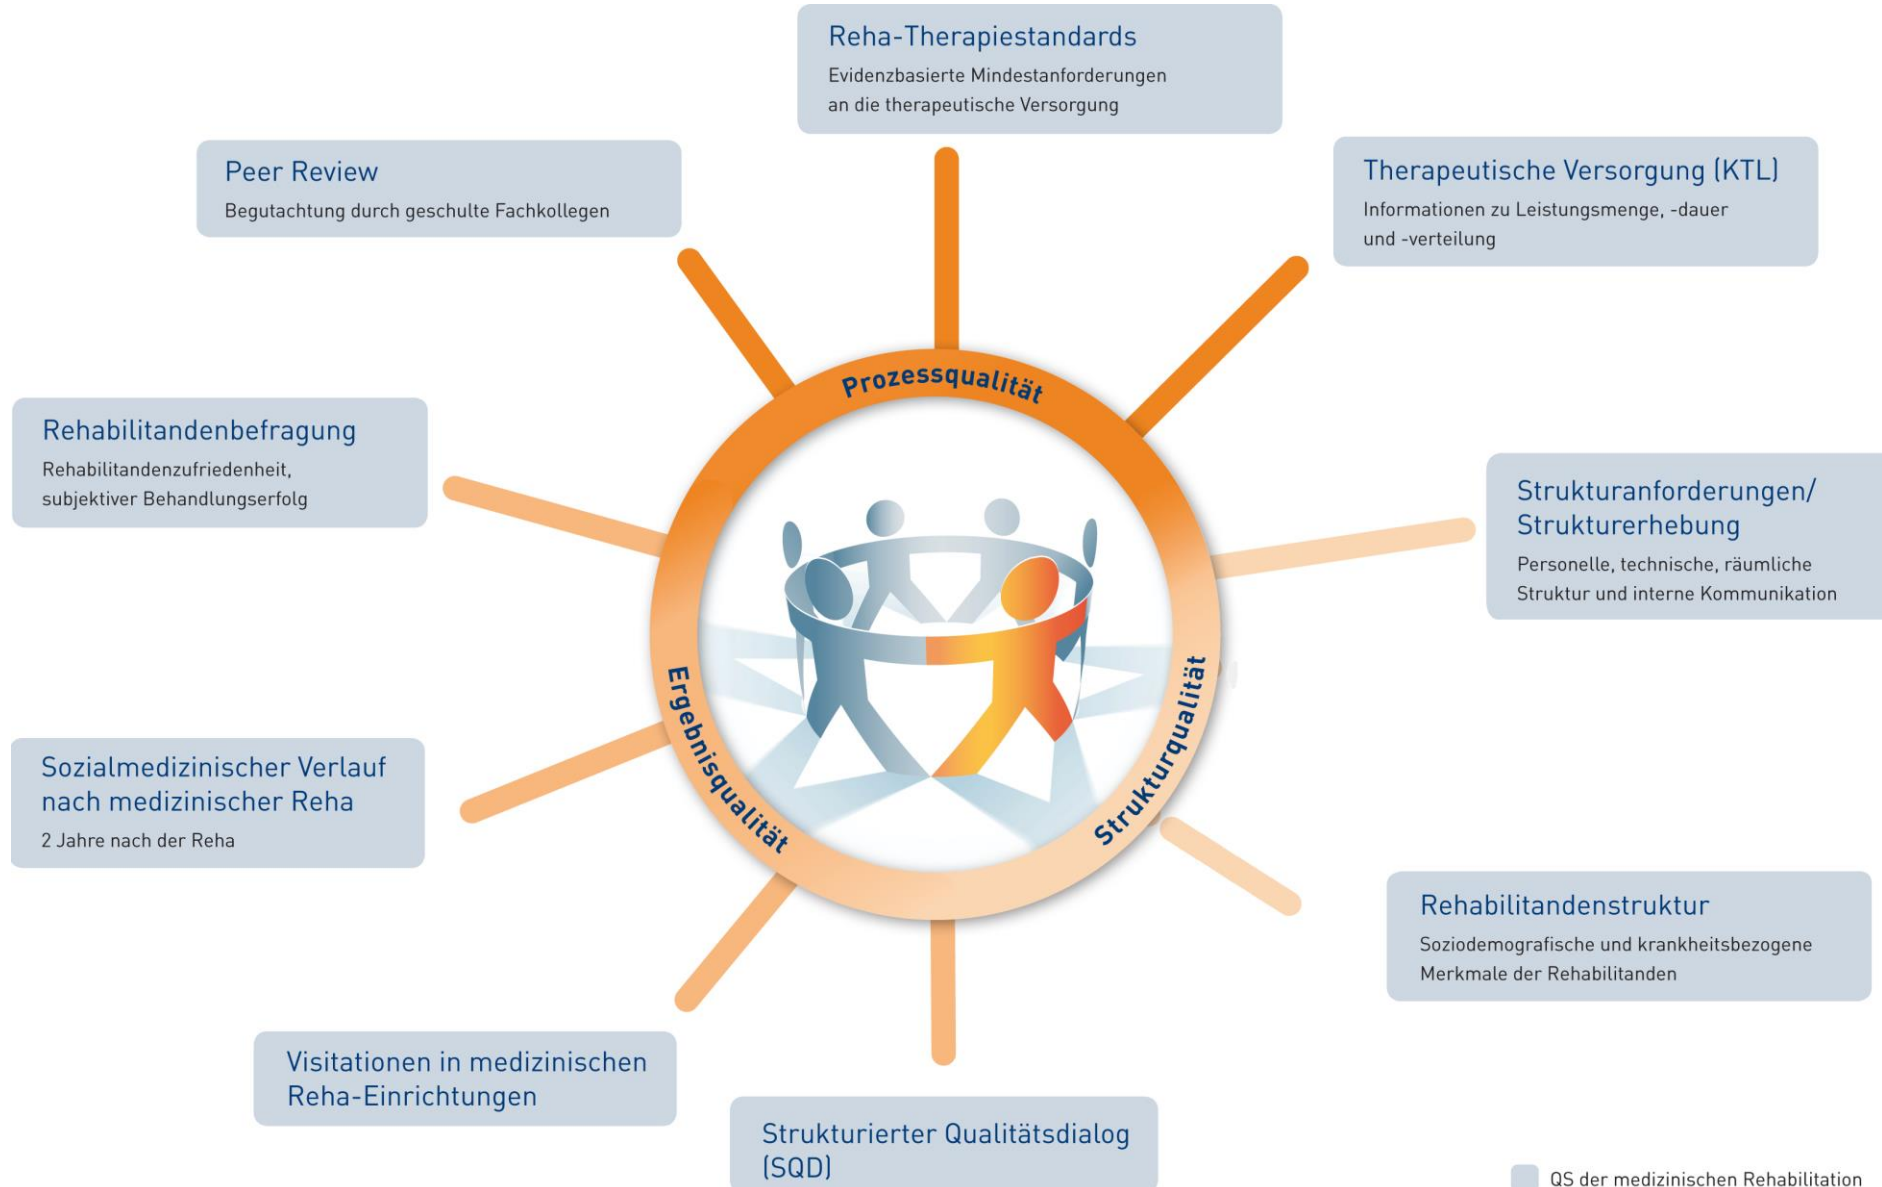 Reha-Therapiestandards
Evidenzbasierte Mindestanforderungen
an die therapeutische Versorgung
Peer Review
Begutachtung durch geschulte Fachkollegen
Therapeutische Versorgung (KTL)
Informationen zu Leistungsmenge, -dauer
und -verteilung
Prozessqualität
Rehabilitandenbefragung
Rehabilitandenzufriedenheit,
subjektiver Behandlungserfolg
Strukturanforderungen/
Strukturerhebung
Personelle, technische, räumliche
Struktur und interne Kommunikation
Ergebnisqualität
Strukturqualität
Sozialmedizinischer Verlauf
nach medizinischer Reha
2 Jahre nach der Reha
Rehabilitandenstruktur
Soziodemografische und krankheitsbezogene
Merkmale der Rehabilitanden
Visitationen in medizinischen
Reha-Einrichtungen
Strukturierter Qualitätsdialog
(SQD)
QS der medizinischen Rehabilitation